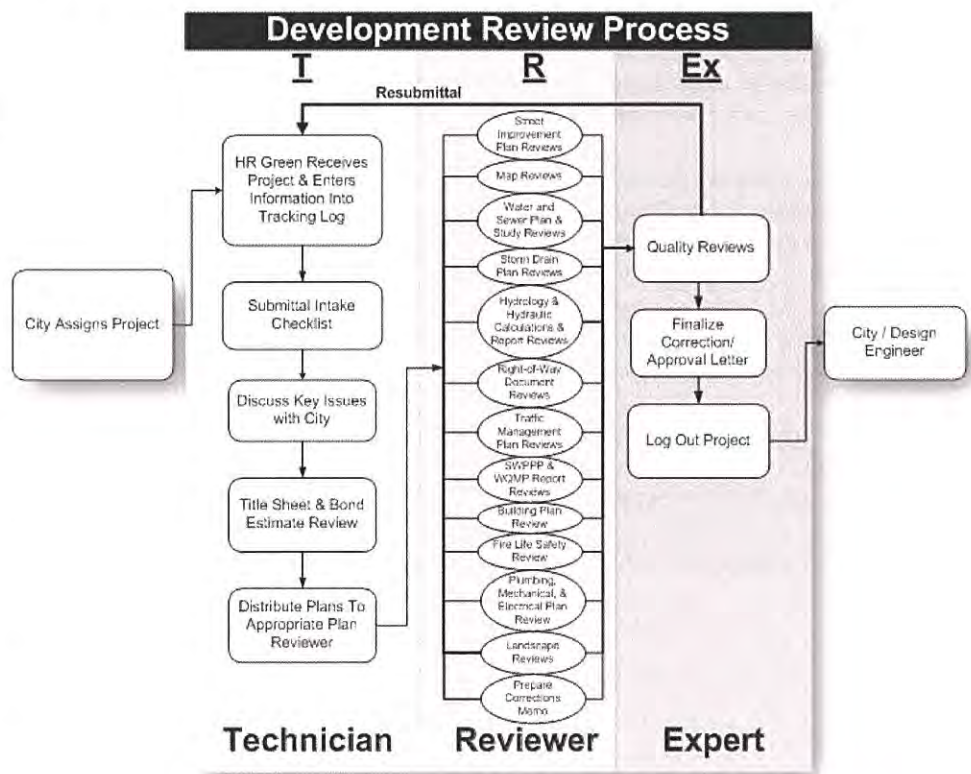 Development Review Process
T
R
Ex
Resubmittal
HR Green Receives
Project & Enters
Information Into
Tracking Log
Submittal Intake
Checklist
Discuss Key Issues
with City
Title Sheet & Bond
Estimate Review
Distribute Plans To
Appropriate Plan
Reviewer
City Assigns Project
Street
Improvement
Plan Reviews
Map Reviews
Water and
Sewer Plan &
Study Reviews
Storm Drain
Plan Reviews
Hydrology &
Hydraulic
Calculations &
Report Reviews
Right-of-Way
Document
Reviews
Traffic
Management
Plan Reviews
SWPPP &
WQMP Report
Reviews
Building Plan
Review
Fire Life Safety
Review
Plumbing,
Mechanical, &
Electrical Plan
Review
Landscape
Reviews
Prepare
Corrections
Memo
Quality Reviews
Finalize
Correction/
Approval Letter
Log Out Project
City / Design
Engineer
Technician
Reviewer
Expert